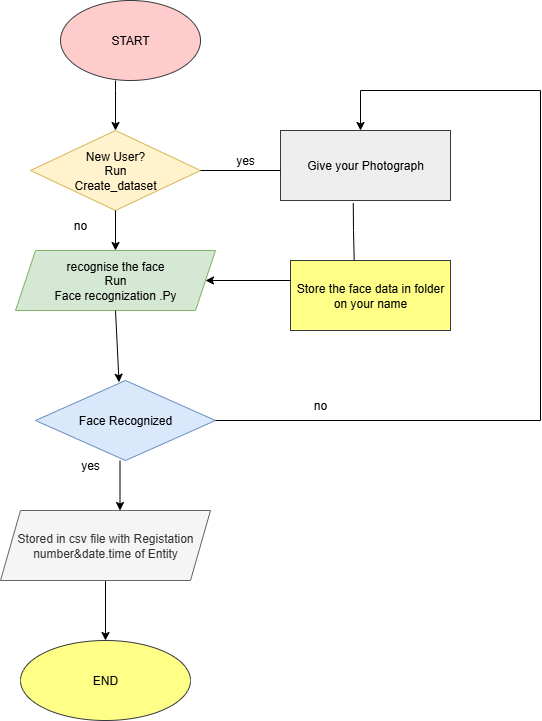 START
New User?
Run
Create_dataset
yes
Give your Photograph
no
recognise the face
Run
Face recognization .Py
Store the face data in folder
on your name
Face Recognized
no
yes
Stored in csv file with Registation
number&date.time of Entity
END